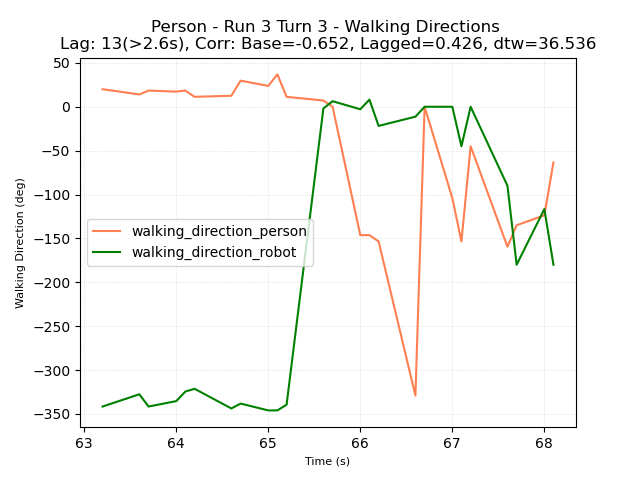 Person - Run 3 Turn 3 - Walking Directions
Lag: 13(>2.6s), Corr: Base=-0.652, Lagged=0.426, dtw=36.536
50
0
−50
−100
−150
−200
−250
−300
−350
Walking Direction (deg)
walking_direction_person
walking_direction_robot
63 64 65 66 67 68
Time (s)